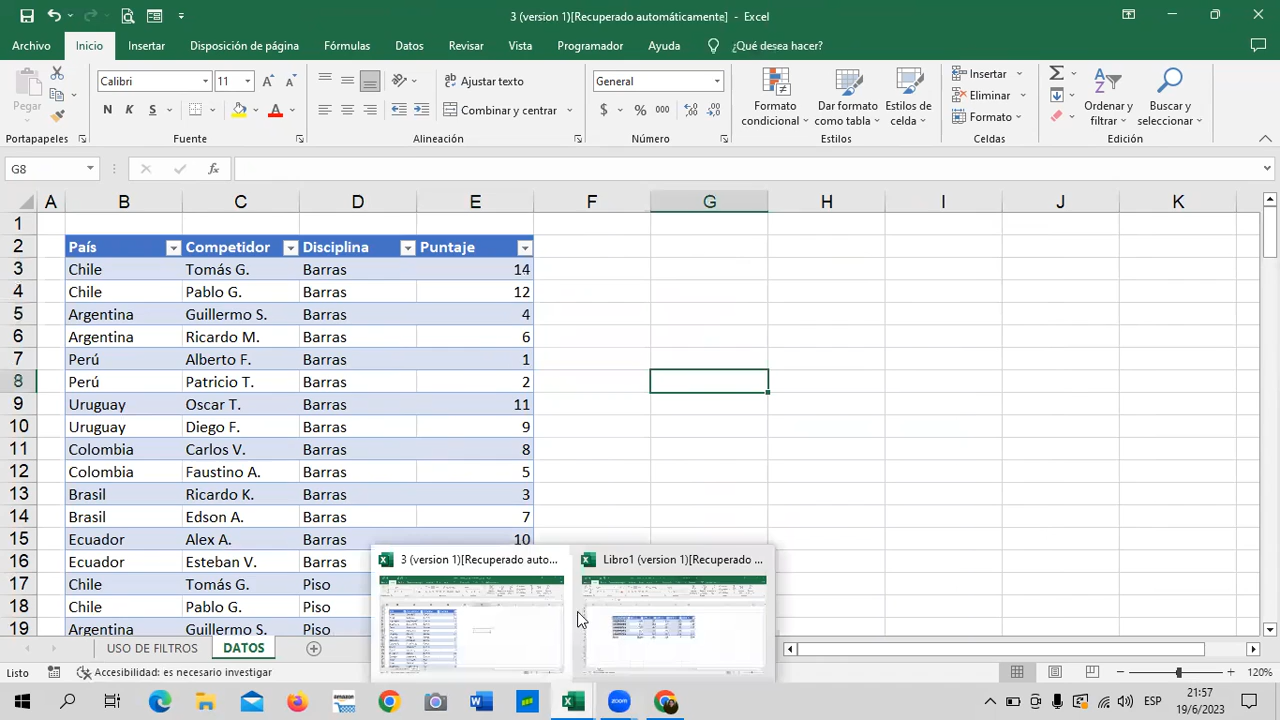 3 (version 1)[Recuperado automáticamente] - Excel
Archivo Inicio Insertar Disposición de página Fórmulas Datos Revisar Vista Programador Ayuda ¿Qué desea hacer?
Pegar
Calibri 11
N K S
Ajustar texto
Combinar y centrar
General
$ % 000
Formato condicional
Dar formato como tabla
Estilos de celda
Insertar
Eliminar
Formato
Ordenar y filtrar
Buscar y seleccionar
Portapapeles Fuente Alineación Número Estilos Celdas Edición
G8 fx
A B C D E F G H I J K
1
2 País Competidor Disciplina Puntaje
3 Chile Tomás G. Barras 14
4 Chile Pablo G. Barras 12
5 Argentina Guillermo S. Barras 4
6 Argentina Ricardo M. Barras 6
7 Perú Alberto F. Barras 1
8 Perú Patricio T. Barras 2
9 Uruguay Oscar T. Barras 11
10 Uruguay Diego F. Barras 9
11 Colombia Carlos V. Barras 8
12 Colombia Faustino A. Barras 5
13 Brasil Ricardo K. Barras 3
14 Brasil Edson A. Barras 7
15 Ecuador Alex A. Barras 10
16 Ecuador Esteban V. Barras
17 Chile Tomás G. Piso
18 Chile Pablo G. Piso
19 Argentina Guillermo S. Piso
3 (version 1)[Recuperado auto... Libro1 (version 1)[Recuperado ...
USO DE FILTROS DATOS
Listo Accesibilidad: es necesario investigar 120%
amazon
ESP
21:57
19/6/2023